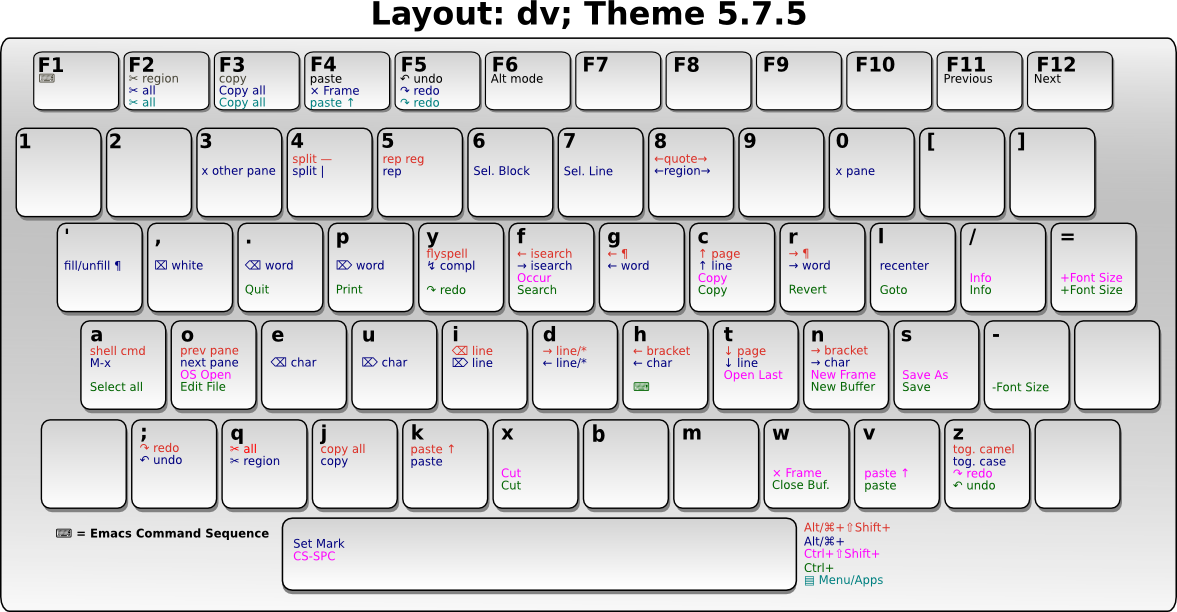 Layout: dv; Theme 5.7.5
F1
⌨
F2
✂ region
✂ all
✂ all
F3
copy
Copy all
Copy all
F4
paste
× Frame
paste ↑
F5
↶ undo
↷ redo
↷ redo
F6
Alt mode
F7
F8
F9
F10
F11
Previous
F12
Next
1
2
3
x other pane
4
split —
split |
5
rep reg
rep
6
Sel. Block
7
Sel. Line
8
←quote→
←region→
9
0
x pane
[
]
'
fill/unfill ¶
,
⌧ white
.
⌫ word
Quit
p
⌦ word
Print
y
flyspell
↯ compl
↷ redo
f
← isearch
→ isearch
Occur
Search
g
← ¶
← word
c
↑ page
↑ line
Copy
Copy
r
→ ¶
→ word
Revert
l
recenter
Goto
/
Info
Info
=
+Font Size
+Font Size
a
shell cmd
M-x
Select all
o
prev pane
next pane
OS Open
Edit File
e
⌫ char
u
⌦ char
i
⌫ line
⌦ line
d
→ line/*
← line/*
h
← bracket
← char
⌨
t
↓ page
↓ line
Open Last
n
→ bracket
→ char
New Frame
New Buffer
s
Save As
Save
-
-Font Size
;
↷ redo
↶ undo
q
✂ all
✂ region
j
copy all
copy
k
paste ↑
paste
x
Cut
Cut
b
m
w
× Frame
Close Buf.
v
paste ↑
paste
z
tog. camel
tog. case
↷ redo
↶ undo
⌨ = Emacs Command Sequence
Set Mark
CS-SPC
Alt/⌘+⇧Shift+
Alt/⌘+
Ctrl+⇧Shift+
Ctrl+
▤ Menu/Apps